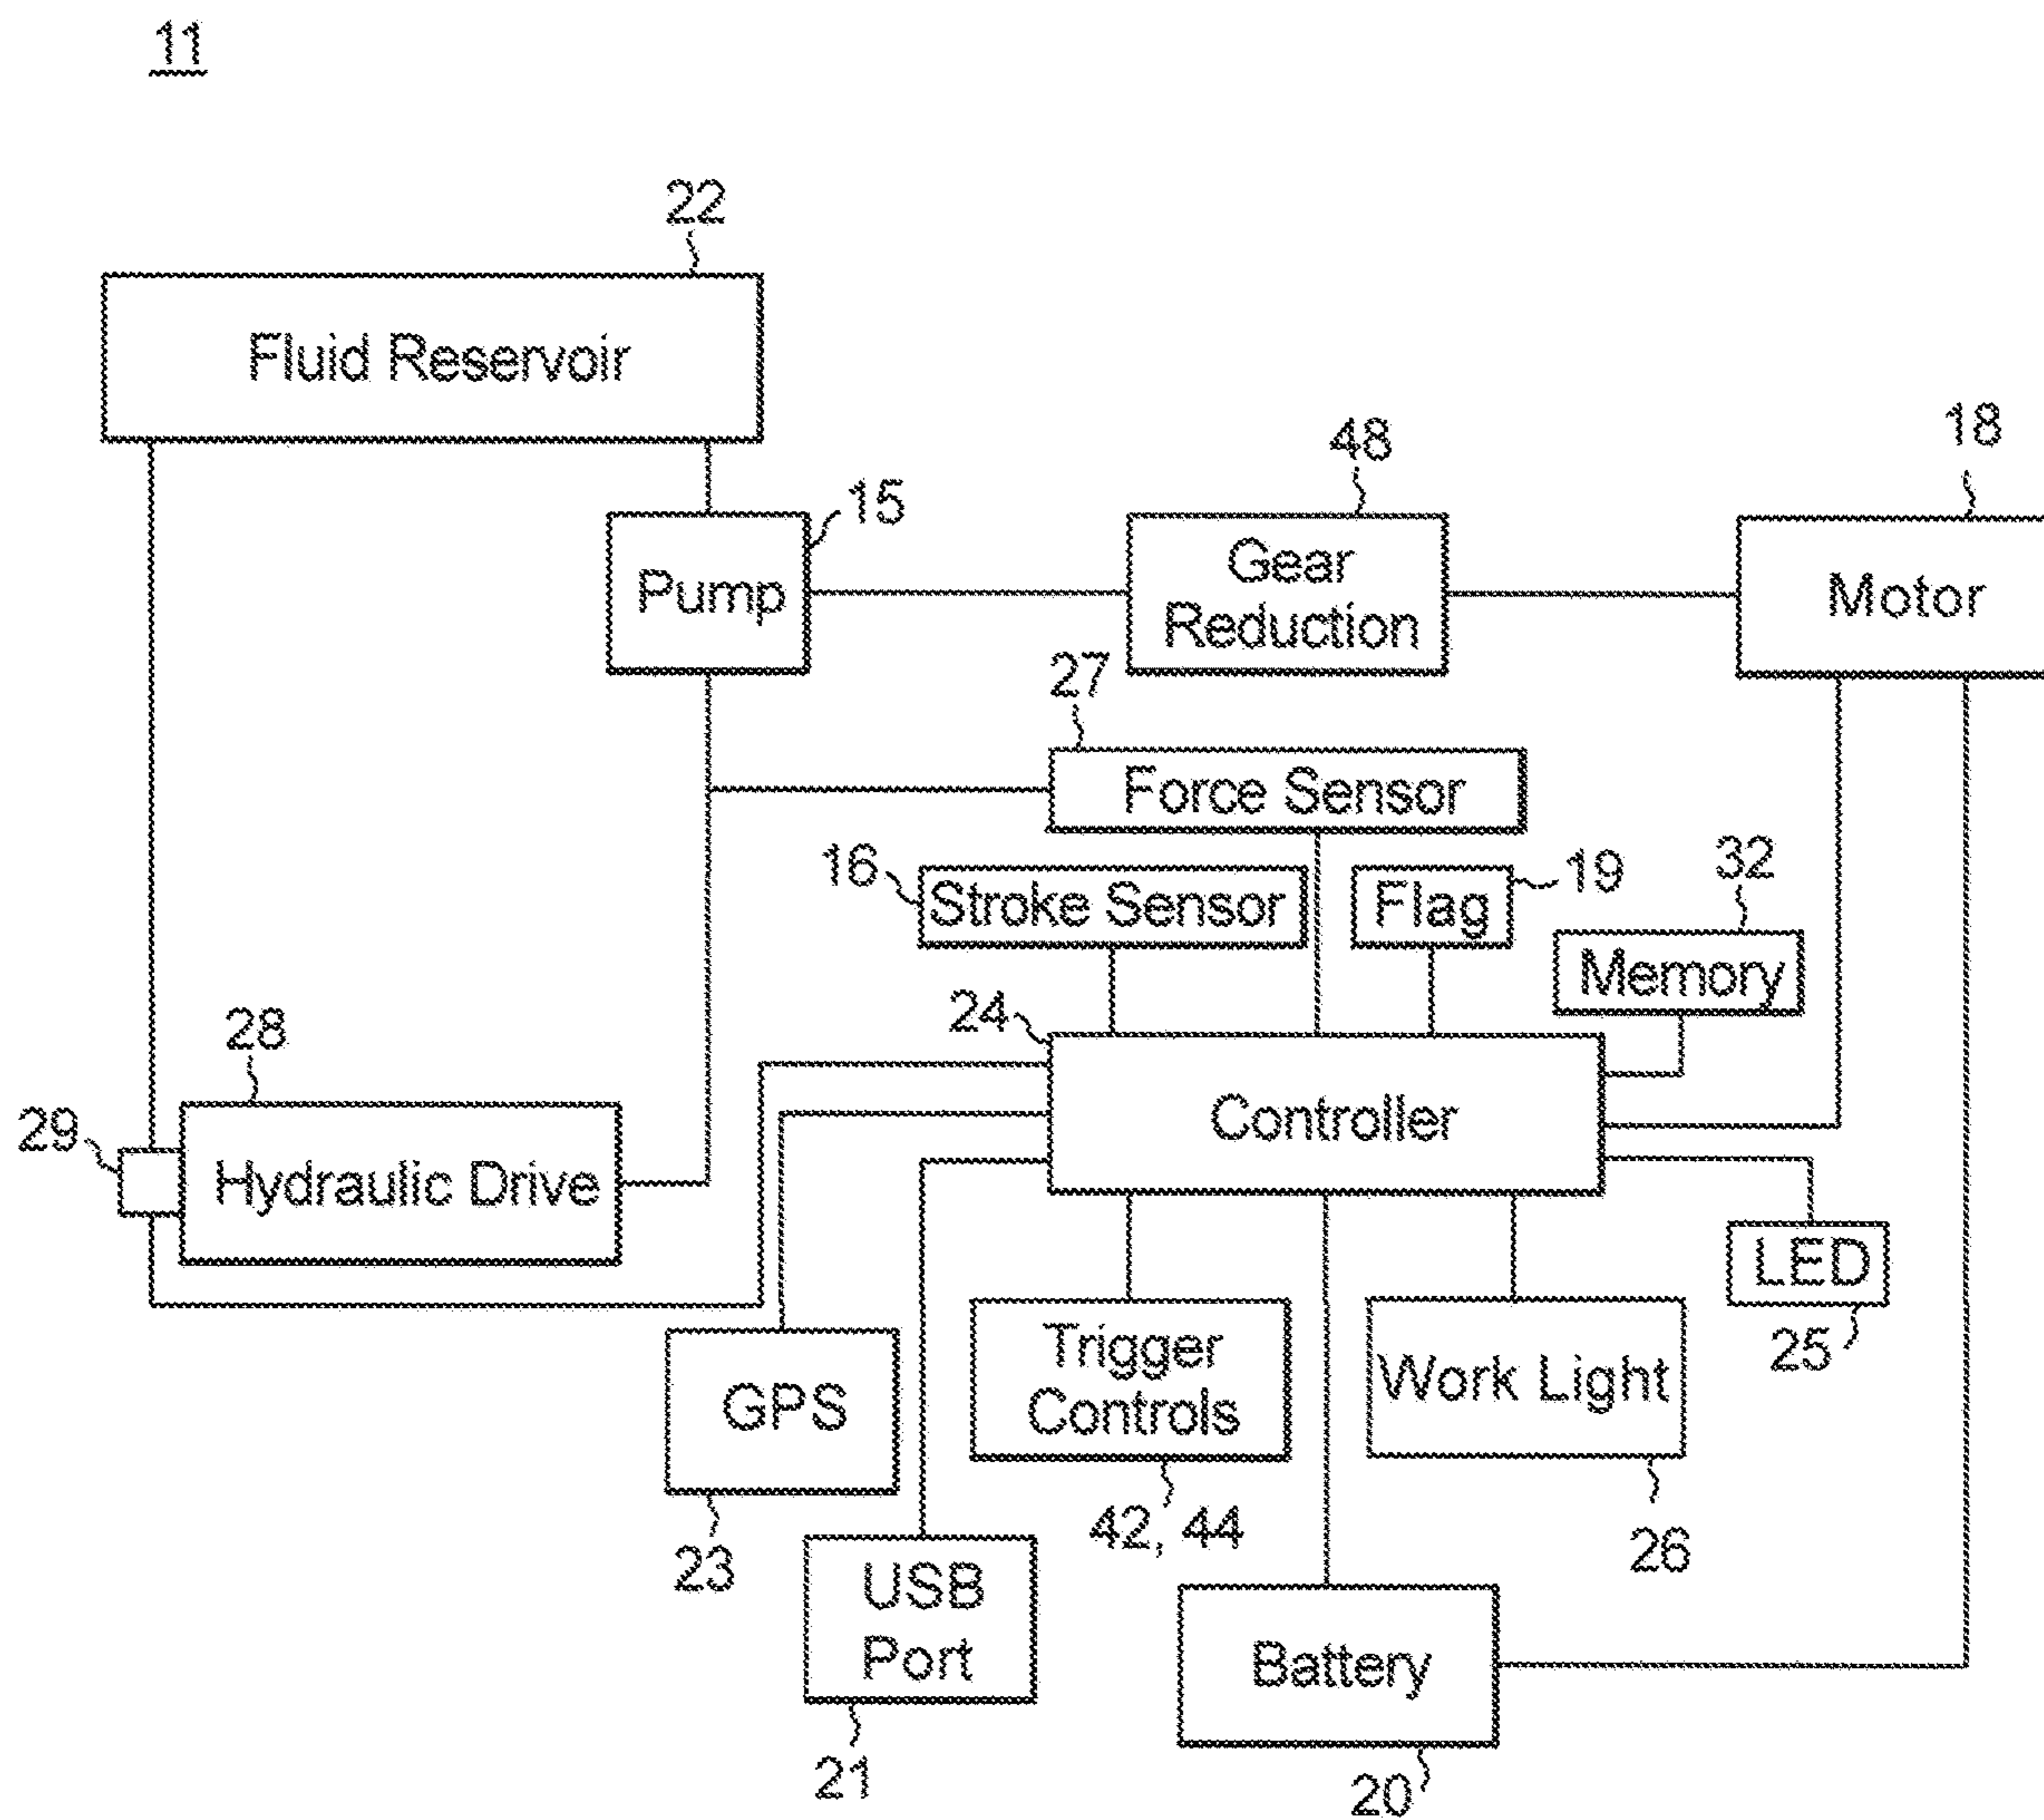 11
22
Fluid Reservoir
15
Pump
48
Gear
Reduction
18
Motor
27
Force Sensor
16
Stroke Sensor
Flag
19
32
Memory
24
Controller
28
29
Hydraulic Drive
LED
25
GPS
23
Trigger
Controls
42, 44
Work Light
26
USB
Port
21
Battery
20